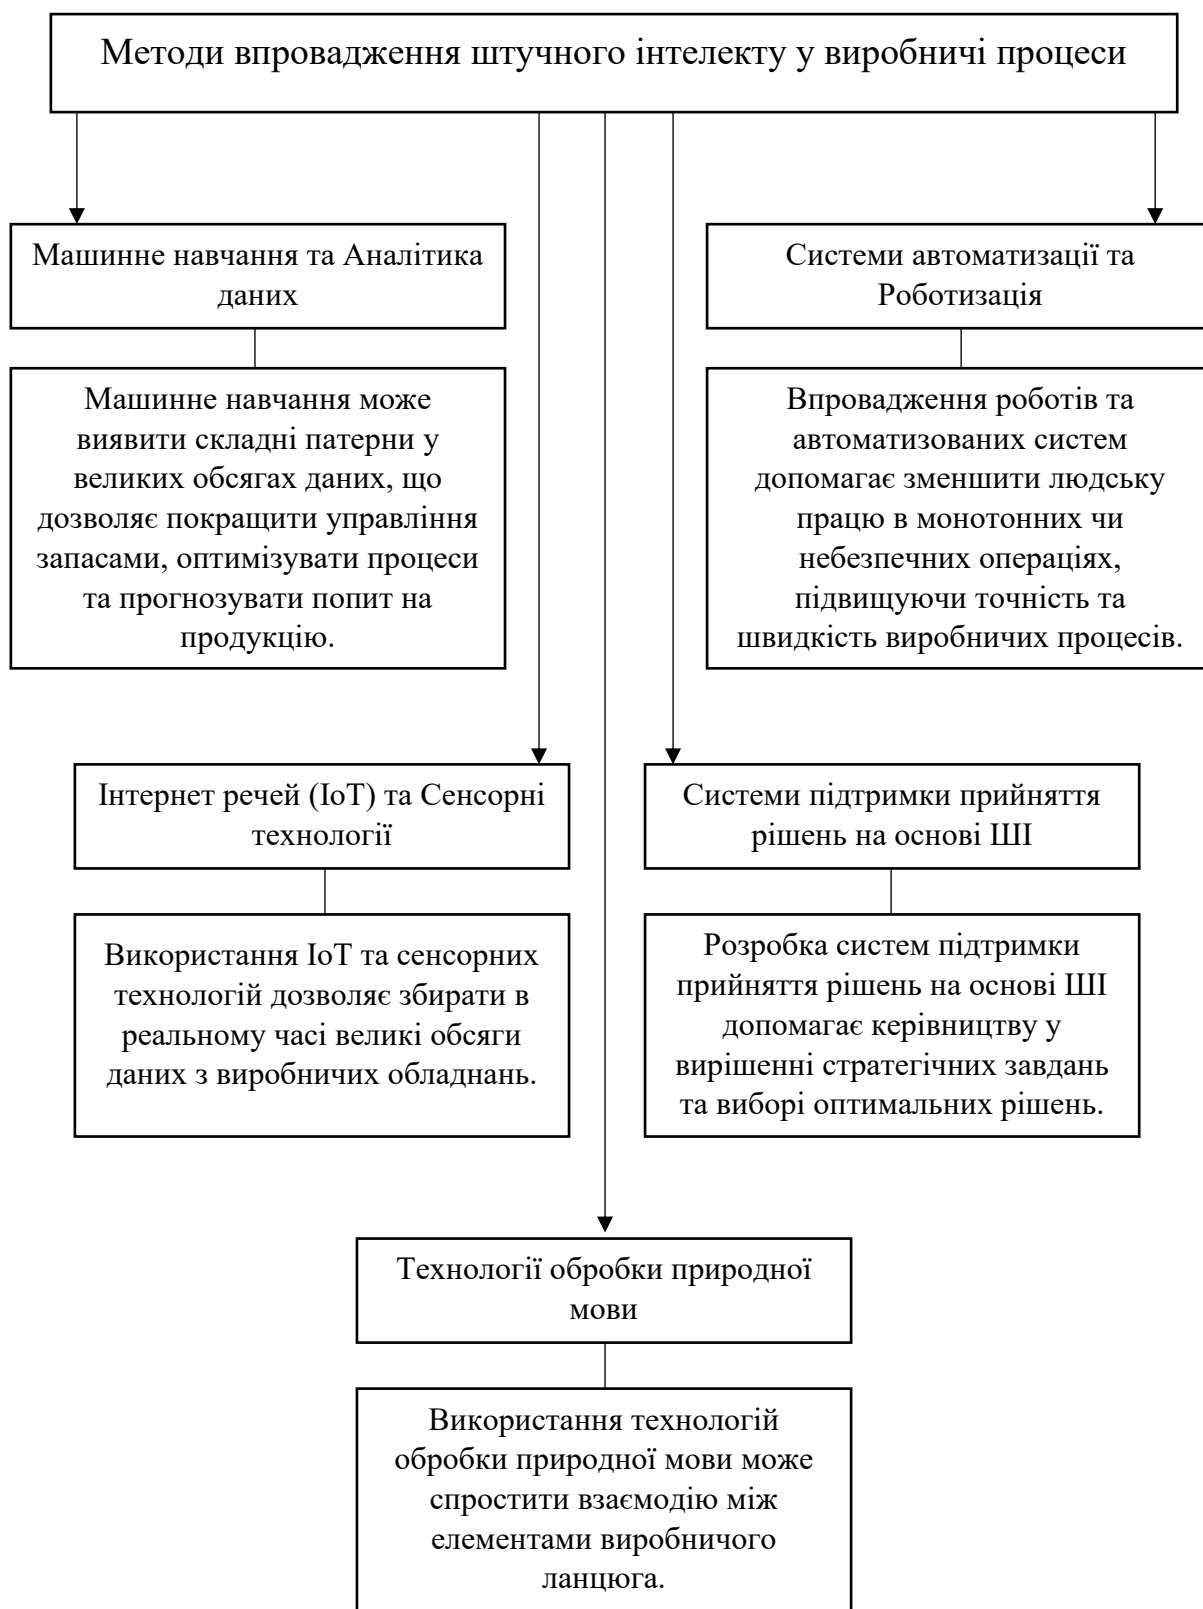 Методи впровадження штучного інтелекту у виробничі процеси
Машинне навчання та Аналітика
даних
Системи автоматизації та
Роботизація
Машинне навчання може
виявити складні патерни у
великих обсягах даних, що
дозволяє покращити управління
запасами, оптимізувати процеси
та прогнозувати попит на
продукцію.
Впровадження роботів та
автоматизованих систем
допомагає зменшити людську
працю в монотонних чи
небезпечних операціях,
підвищуючи точність та
швидкість виробничих процесів.
Інтернет речей (IoT) та Сенсорні
технології
Системи підтримки прийняття
рішень на основі ШІ
Використання IoT та сенсорних
технологій дозволяє збирати в
реальному часі великі обсяги
даних з виробничих обладнань.
Розробка систем підтримки
прийняття рішень на основі ШІ
допомагає керівництву у
вирішенні стратегічних завдань
та виборі оптимальних рішень.
Технології обробки природної
мови
Використання технологій
обробки природної мови може
спростити взаємодію між
елементами виробничого
ланцюга.